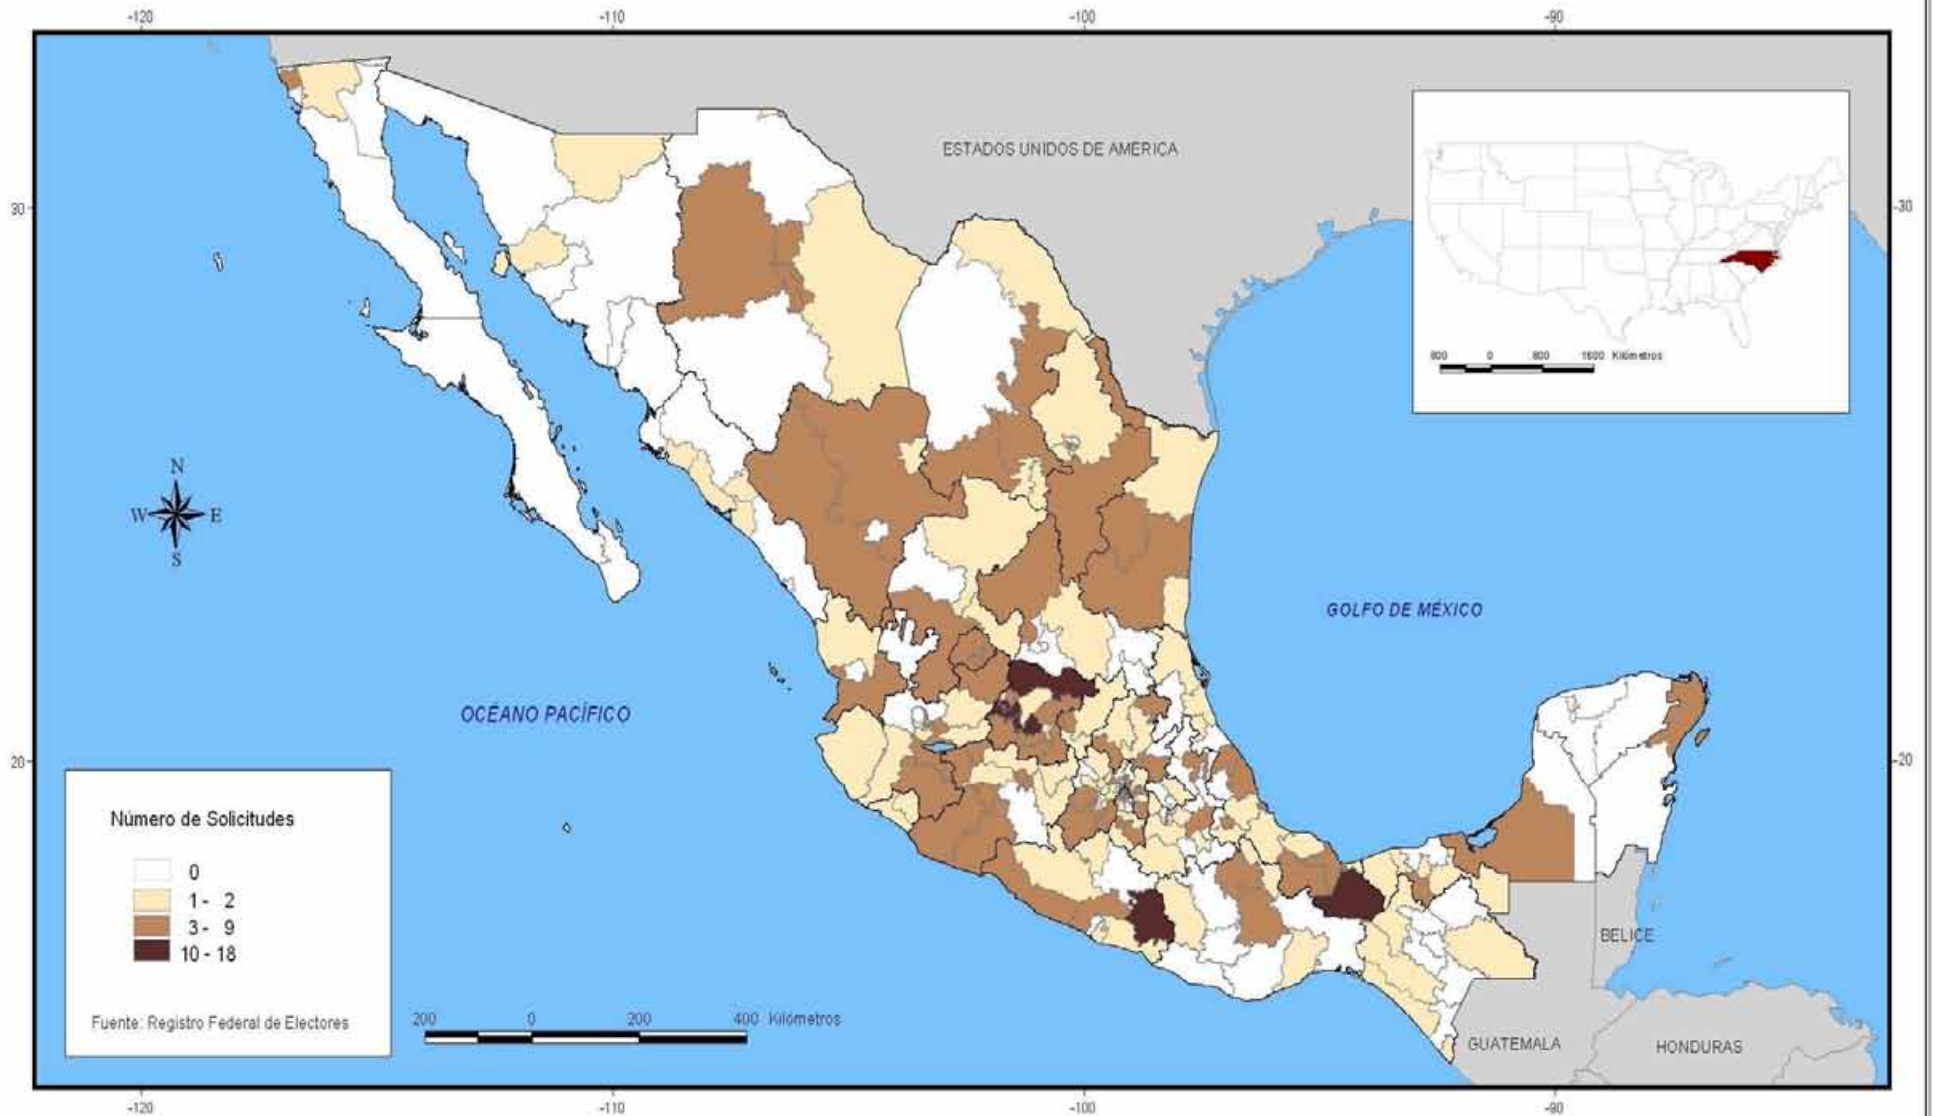 -120 -110 -100 -90
ESTADOS UNIDOS DE AMÉRICA
30
-30
800 0 800 1600 Kilómetros
N
W E
S
GOLFO DE MÉXICO
OCÉANO PACÍFICO
20
-20
Número de Solicitudes
0
1 - 2
3 - 9
10 - 18
Fuente: Registro Federal de Electores
200 0 200 400 Kilómetros
BELICE
GUATEMALA
HONDURAS
-120 -110 -100 -90